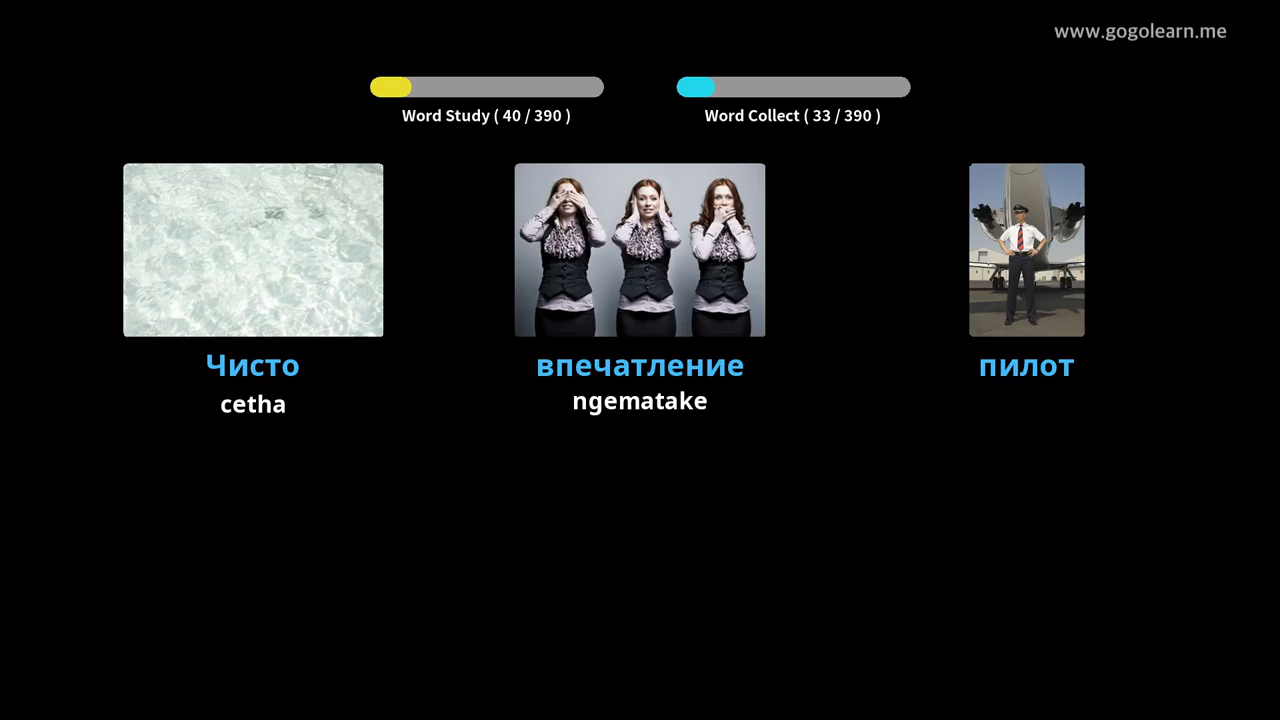 www.gogolearn.me
Word Study ( 40 / 390 )
Word Collect ( 33 / 390 )
Чисто
cetha
впечатление
ngematake
пилот